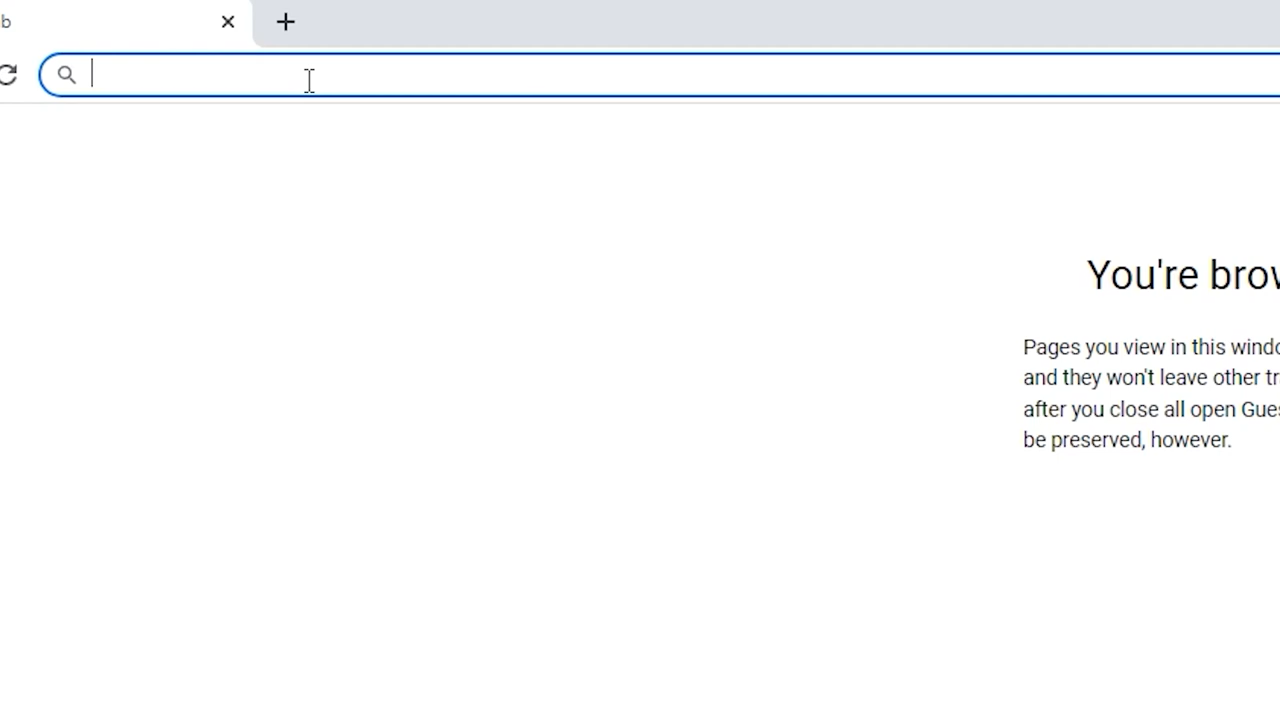 b
You're brow
Pages you view in this windo
and they won't leave other tr
after you close all open Gues
be preserved, however.